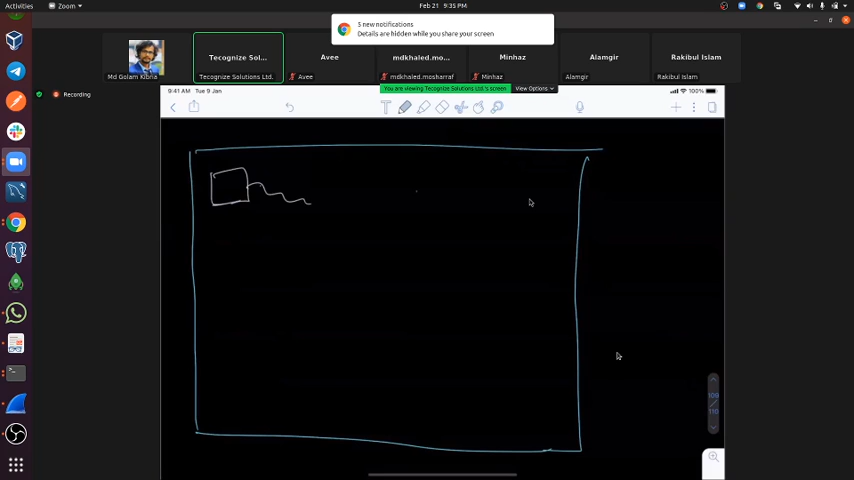 Activities
Zoom
Feb 21 9:35 PM
5 new notifications
Details are hidden while you share your screen
Tecognize Sol...
Avee
mdkhaled.mo...
Minhaz
Alamgir
Rakibul Islam
Md Golam Kibria
Tecognize Solutions Ltd.
Avee
mdkhaled.mosharraf
Minhaz
Alamgir
Rakibul Islam
You are viewing Tecognize Solutions Ltd.'s screen
View Options
Recording
9:41 AM Tue 9 Jan
100%
T
109
110